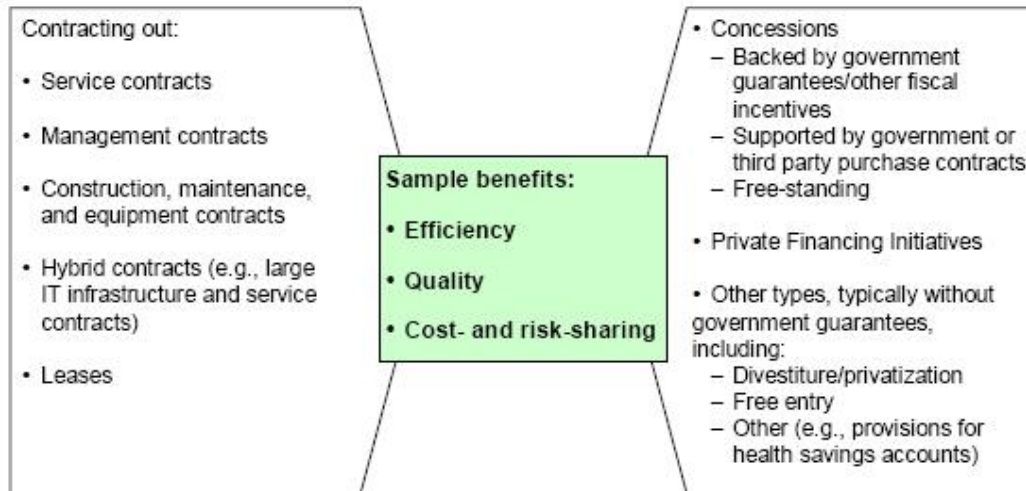 Contracting out:
• Service contracts
• Management contracts
• Construction, maintenance,
and equipment contracts
• Hybrid contracts (e.g., large
IT infrastructure and service
contracts)
• Leases
Sample benefits:
• Efficiency
• Quality
• Cost- and risk-sharing
• Concessions
– Backed by government
guarantees/other fiscal
incentives
– Supported by government or
third party purchase contracts
– Free-standing
• Private Financing Initiatives
• Other types, typically without
government guarantees,
including:
– Divestiture/privatization
– Free entry
– Other (e.g., provisions for
health savings accounts)